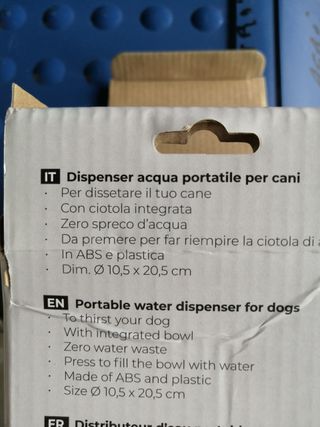 IT Dispenser acqua portatile per cani
· Per dissetare il tuo cane
· Con ciotola integrata
· Zero spreco d'acqua
· Da premere per far riempire la ciotola di
· In ABS e plastica
· Dim. Ø 10,5 x 20,5 cm
EN Portable water dispenser for dogs
· To thirst your dog
· With integrated bowl
· Zero water waste
· Press to fill the bowl with water
· Made of ABS and plastic
· Size Ø 10,5 x 20,5 cm
FR Distributeur d'eau